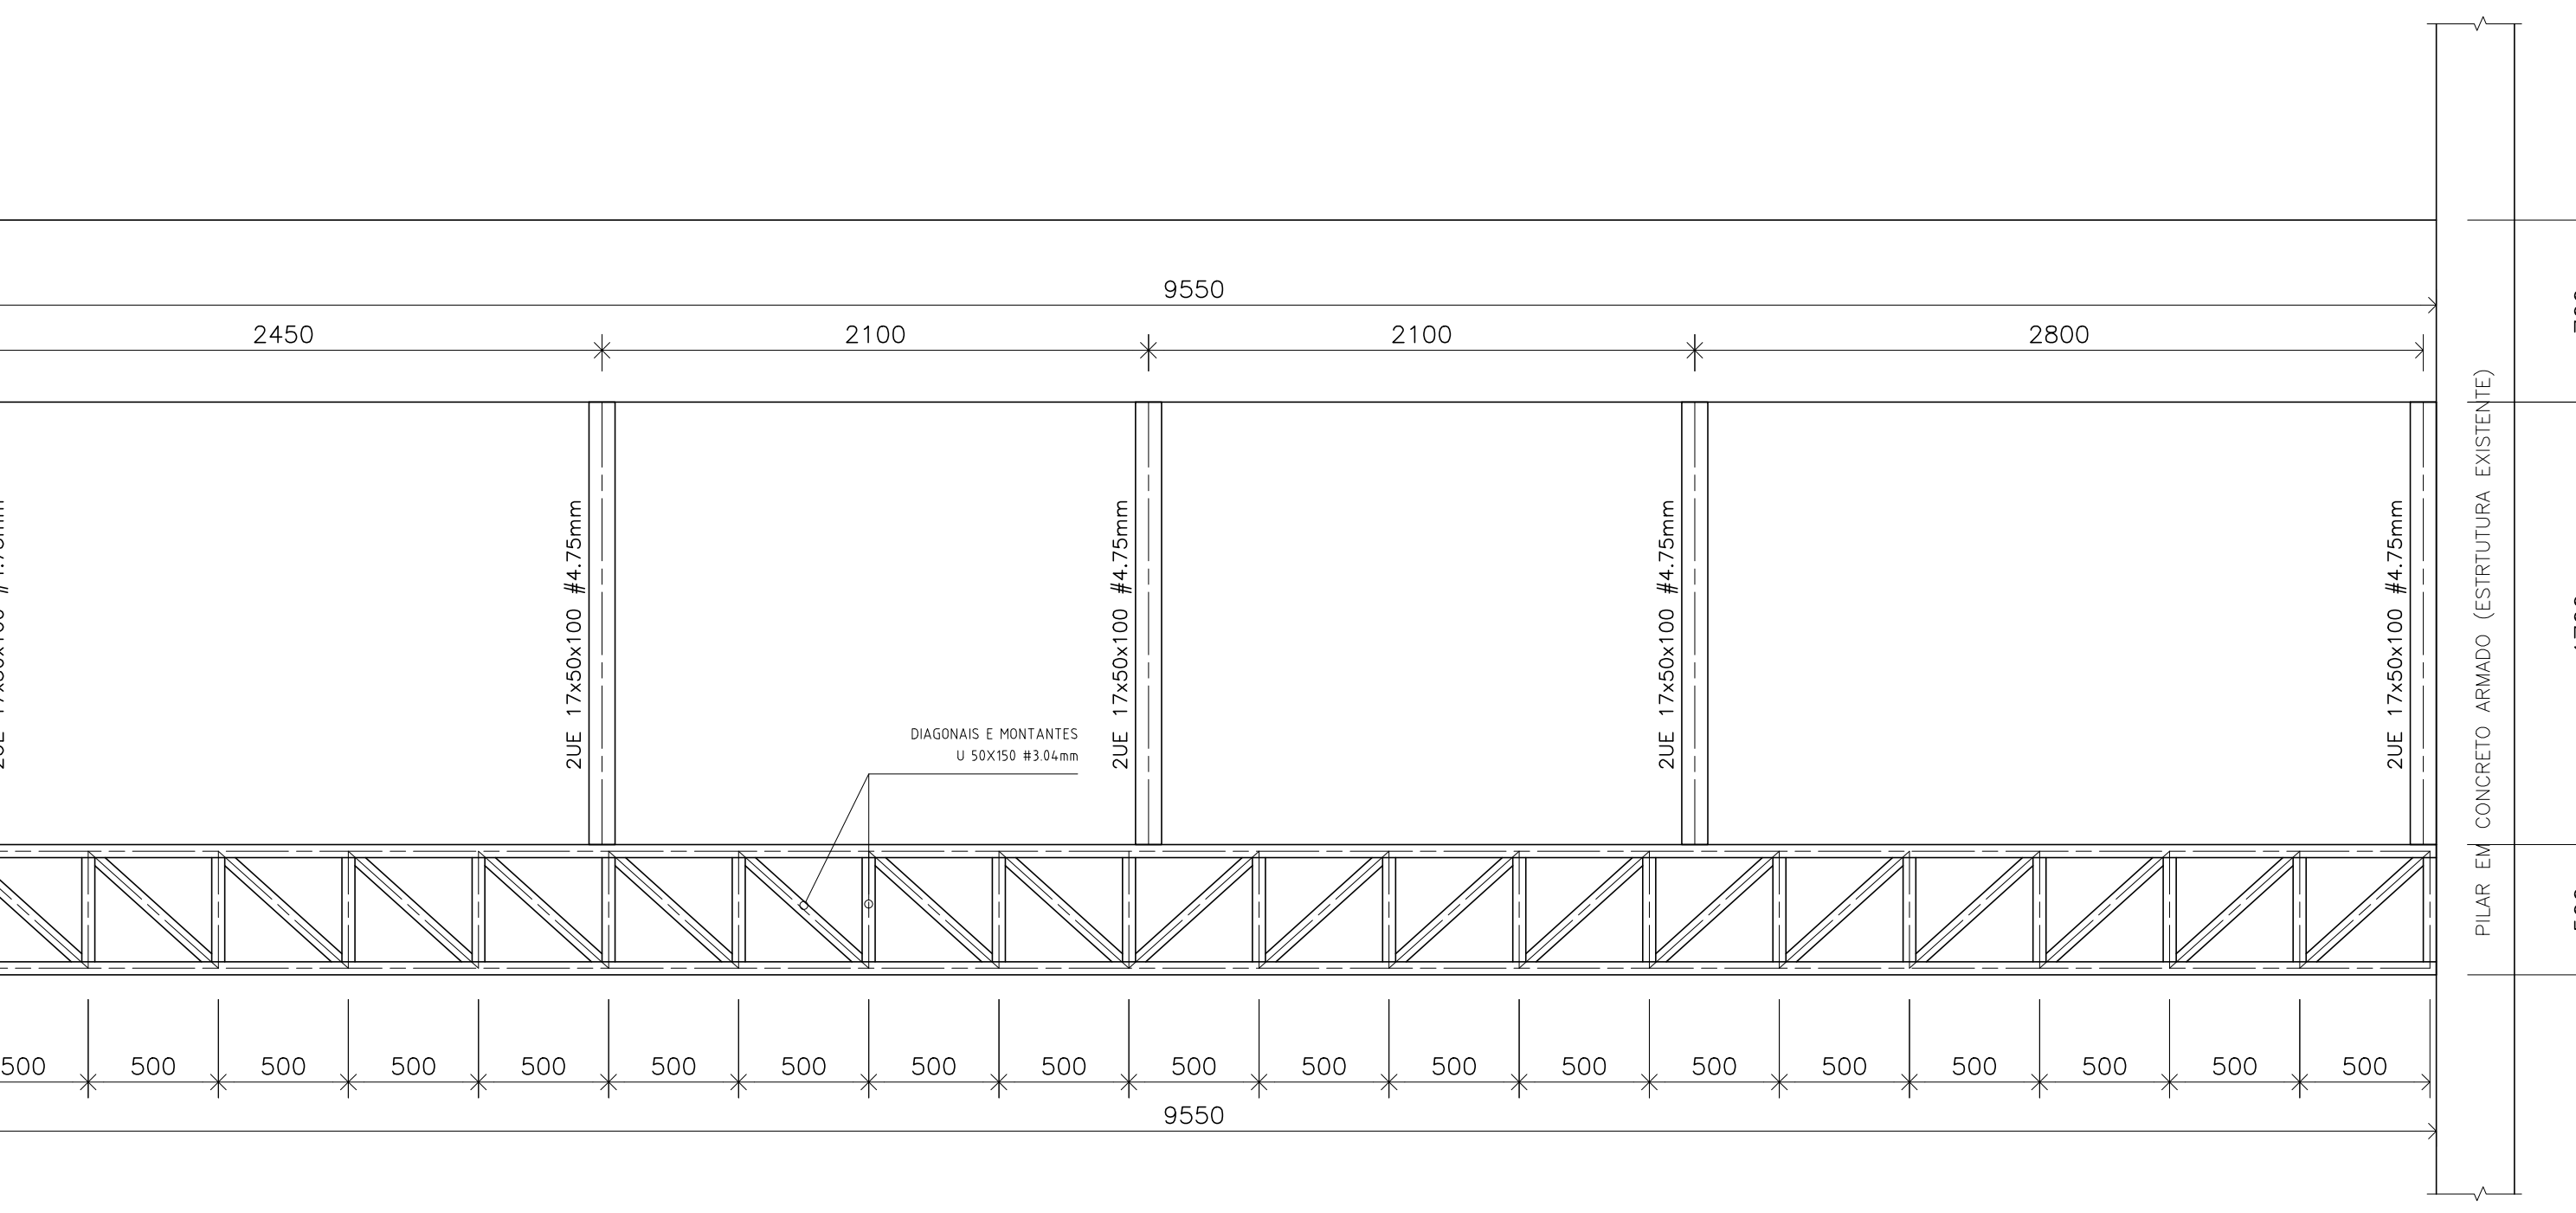 9550
2450
2100
2100
2800
2UE 17x50x100 #4.75mm
2UE 17x50x100 #4.75mm
2UE 17x50x100 #4.75mm
2UE 17x50x100 #4.75mm
PILAR EM CONCRETO ARMADO (ESTRTUTURA EXISTENTE)
DIAGONAIS E MONTANTES
U 50X150 #3.04mm
500 500 500 500 500 500 500 500 500 500 500 500 500 500 500 500 500 500 500
9550